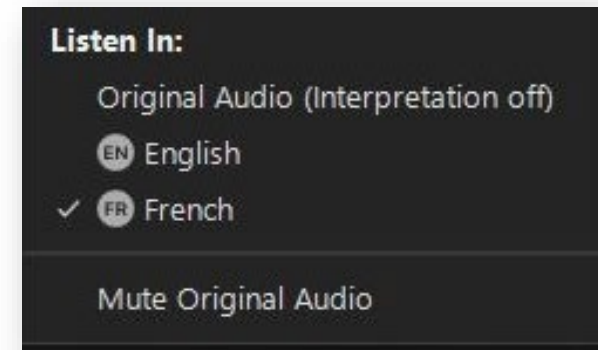 Listen In:
Original Audio (Interpretation off)
EN English
FR French
Mute Original Audio